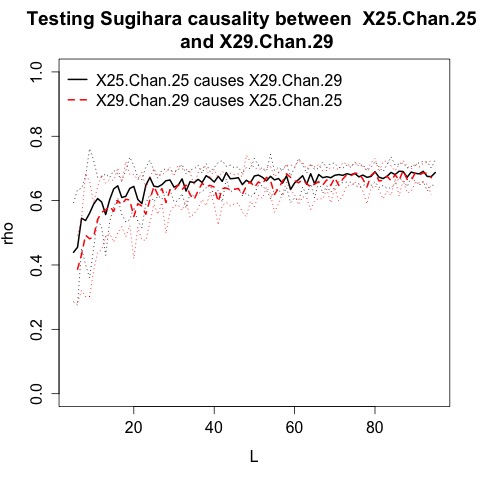 Testing Sugihara causality between  X25.Chan.25
and X29.Chan.29
X25.Chan.25 causes X29.Chan.29
X29.Chan.29 causes X25.Chan.25
1.0
0.8
0.6
0.4
0.2
0.0
rho
20
40
60
80
L